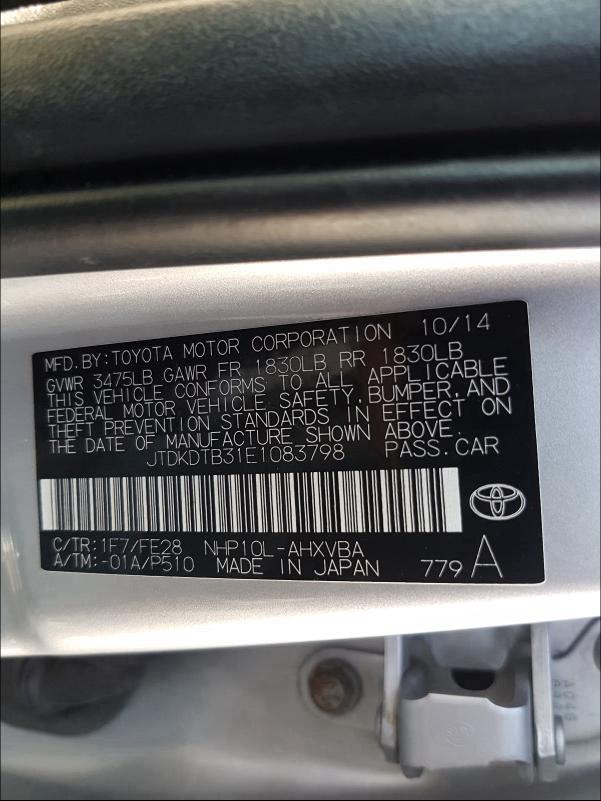 MFD. BY: TOYOTA MOTOR CORPORATION 10/14
GVWR 3475LB GAWR FR 1830LB RR 1830LB
THIS VEHICLE CONFORMS TO ALL APPLICABLE
FEDERAL MOTOR VEHICLE SAFETY, BUMPER, AND
THEFT PREVENTION STANDARDS IN EFFECT ON
THE DATE OF MANUFACTURE SHOWN ABOVE.
JTDKDTB31E1083798 PASS. CAR
C/TR: 1F7/FE28 NHP10L-AHXVBA
A/TM: -01A/P510 MADE IN JAPAN 779 A